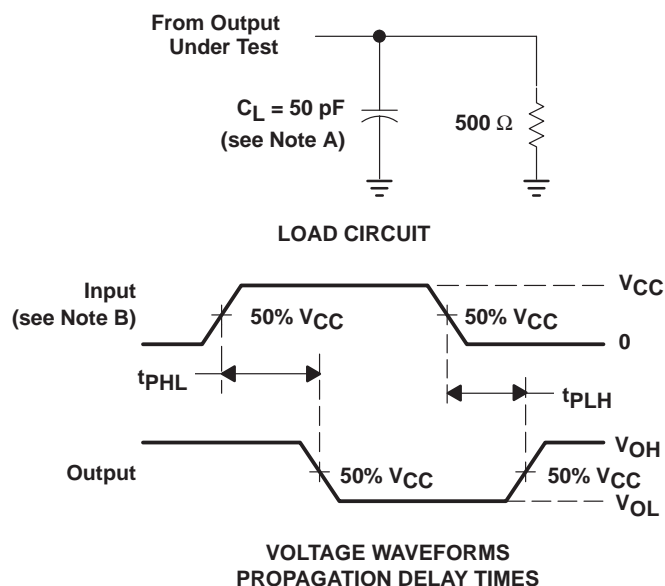 From Output
Under Test
C_L = 50 pF
(see Note A)
500 Ω
LOAD CIRCUIT
Input
(see Note B)
50% V_CC
50% V_CC
V_CC
0
t_PHL
t_PLH
Output
50% V_CC
50% V_CC
V_OH
V_OL
VOLTAGE WAVEFORMS
PROPAGATION DELAY TIMES